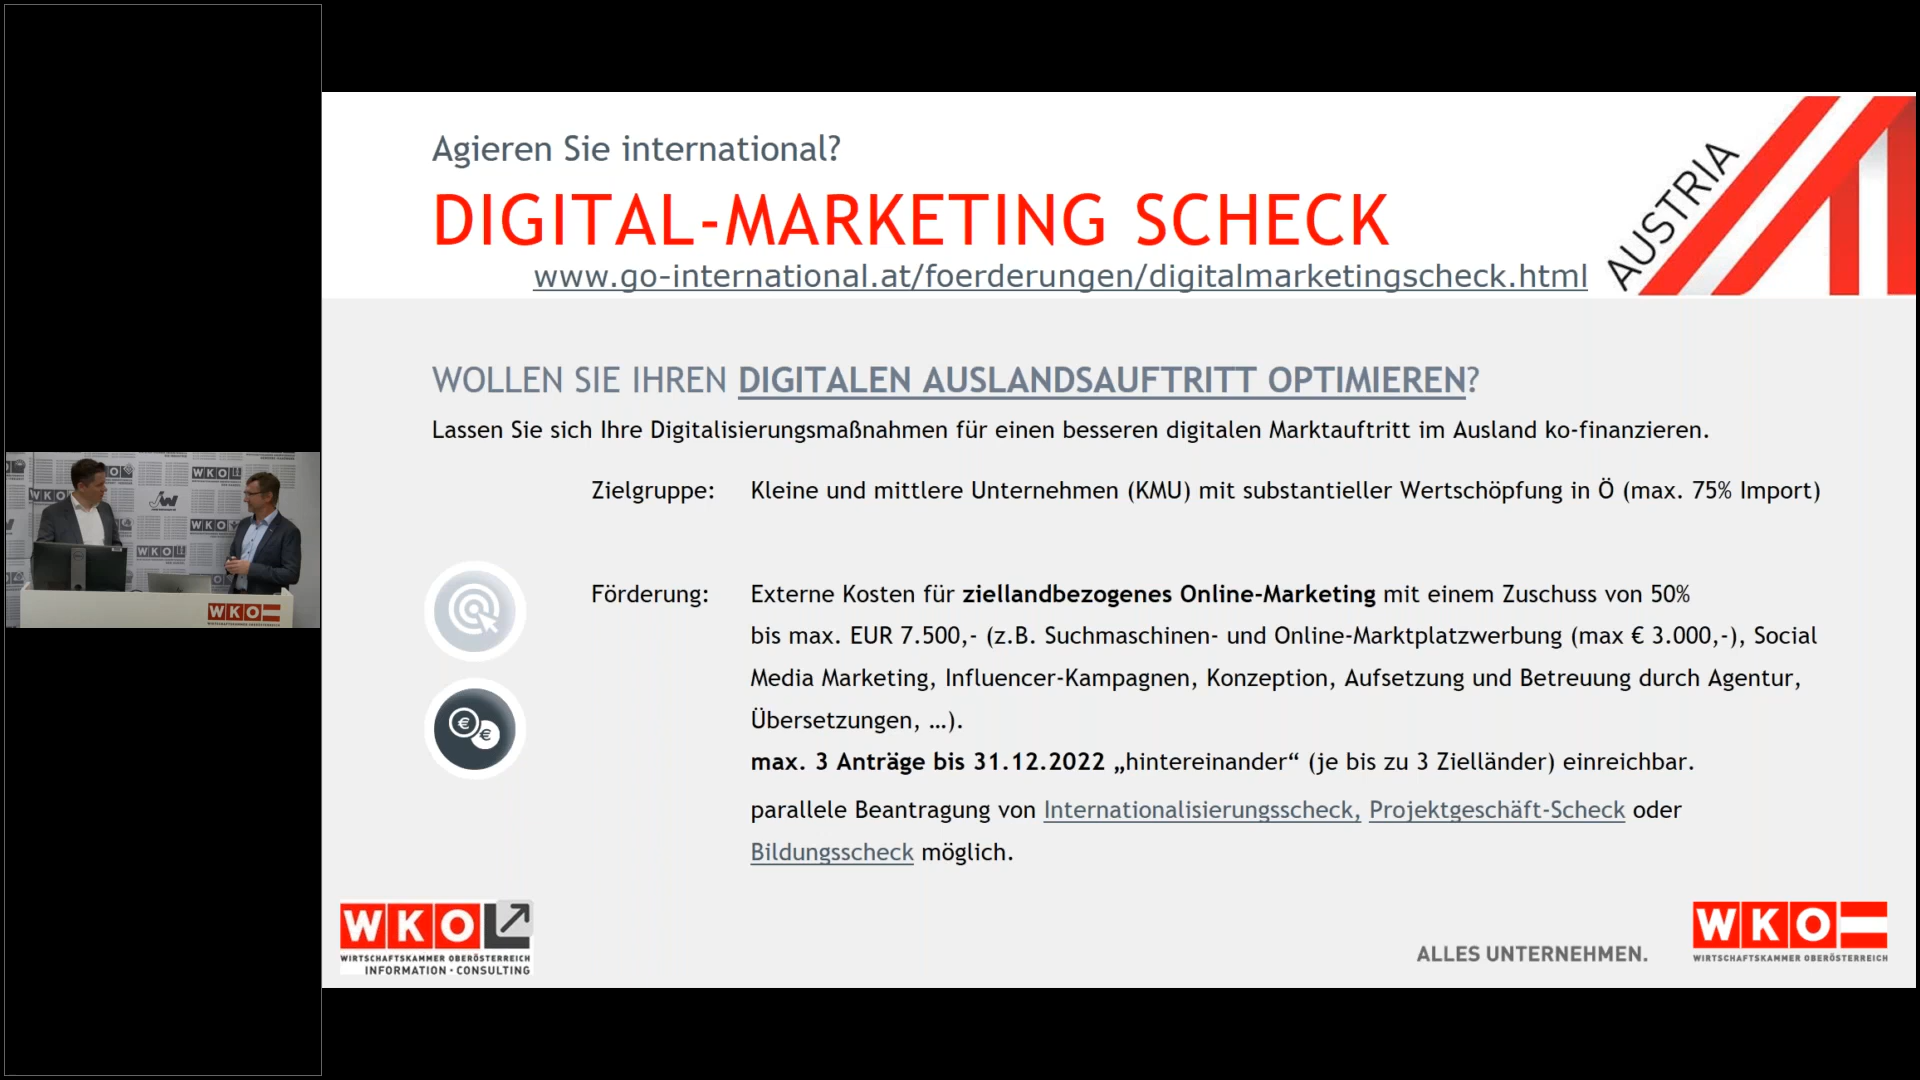 Agieren Sie international?
DIGITAL-MARKETING SCHECK
www.go-international.at/foerderungen/digitalmarketingscheck.html
AUSTRIA
WOLLEN SIE IHREN DIGITALEN AUSLANDSAUFTRITT OPTIMIEREN?
Lassen Sie sich Ihre Digitalisierungsmaßnahmen für einen besseren digitalen Marktauftritt im Ausland ko-finanzieren.
Zielgruppe: Kleine und mittlere Unternehmen (KMU) mit substantieller Wertschöpfung in Ö (max. 75% Import)
Förderung: Externe Kosten für ziellandbezogenes Online-Marketing mit einem Zuschuss von 50%
bis max. EUR 7.500,- (z.B. Suchmaschinen- und Online-Marktplatzwerbung (max € 3.000,-), Social
Media Marketing, Influencer-Kampagnen, Konzeption, Aufsetzung und Betreuung durch Agentur,
Übersetzungen, …).
max. 3 Anträge bis 31.12.2022 „hintereinander“ (je bis zu 3 Zielländer) einreichbar.
parallele Beantragung von Internationalisierungsscheck, Projektgeschäft-Scheck oder
Bildungsscheck möglich.
WKO
WIRTSCHAFTSKAMMER OBERÖSTERREICH
INFORMATION · CONSULTING
ALLES UNTERNEHMEN.
WKO
WIRTSCHAFTSKAMMER OBERÖSTERREICH
WKO
WKO
WKO
WKO
JW
WKO